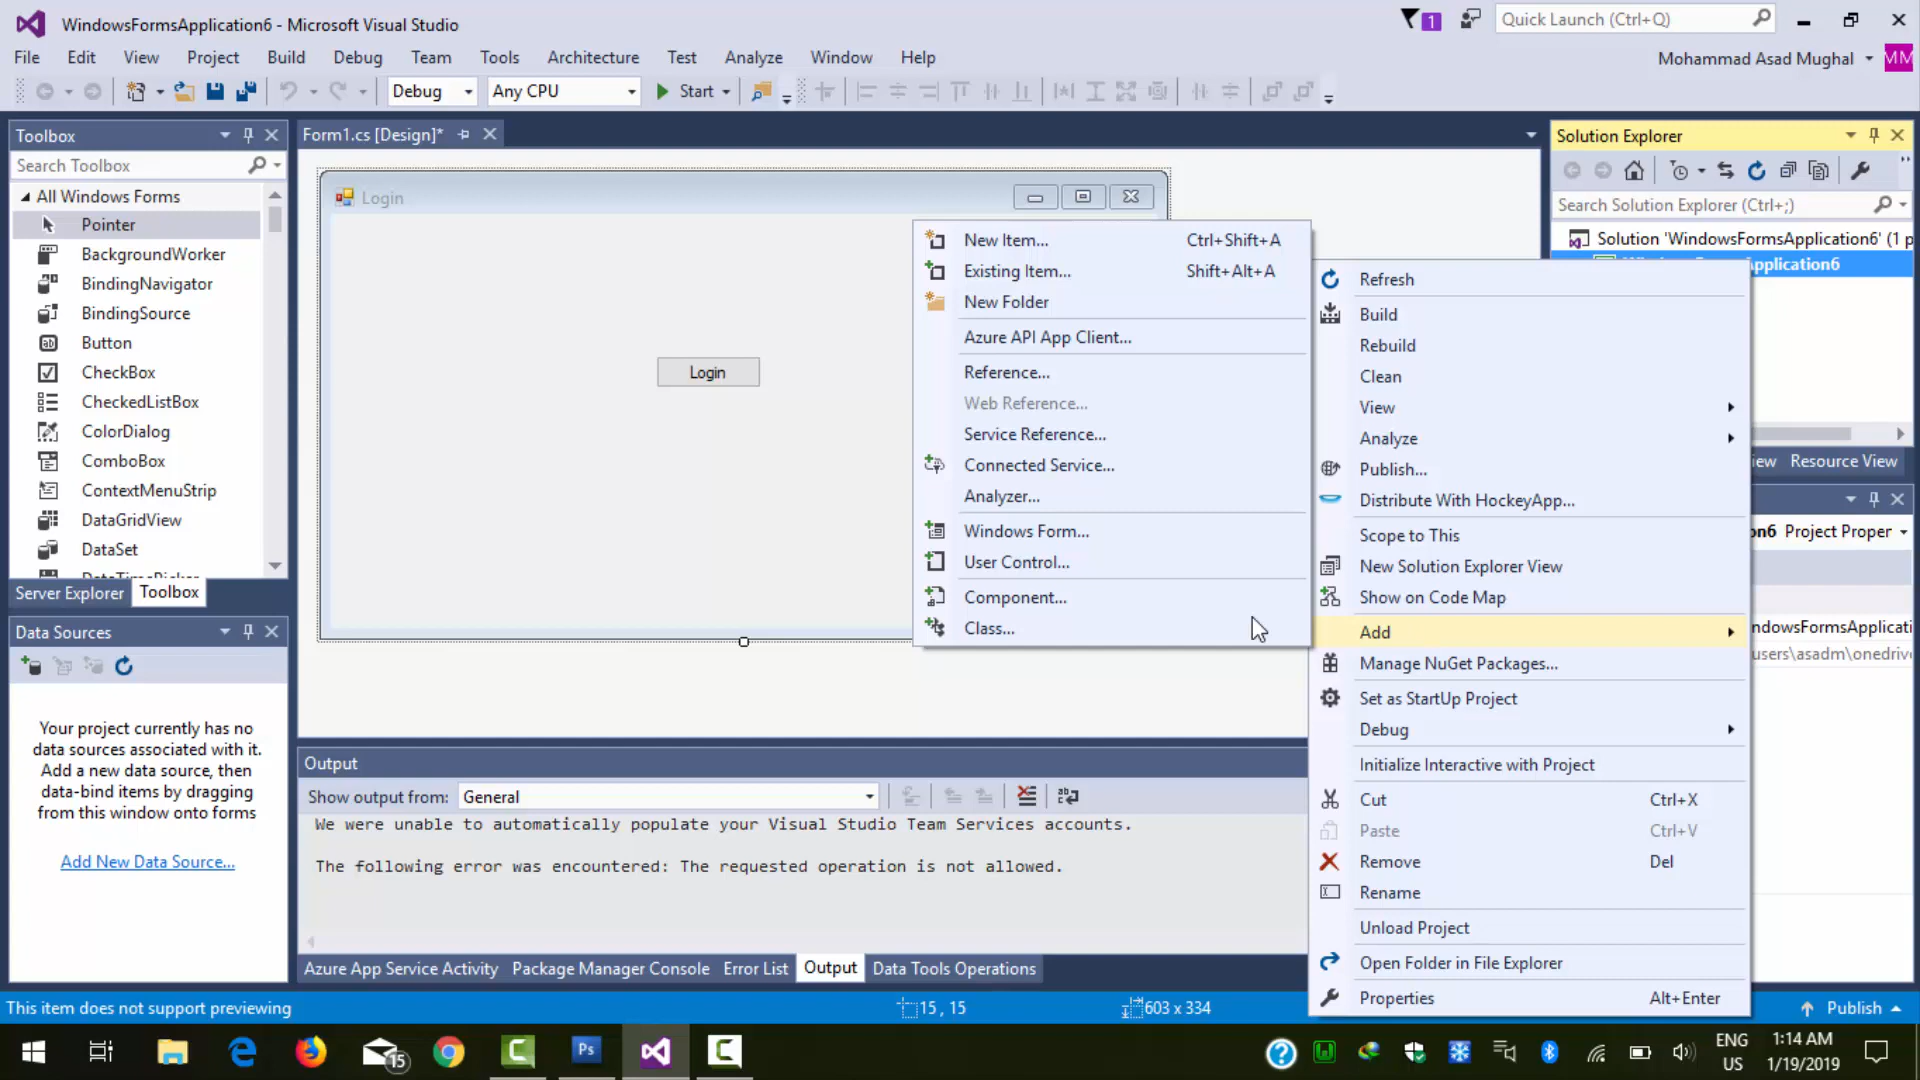 WindowsFormsApplication6 - Microsoft Visual Studio
1
Quick Launch (Ctrl+Q)
File Edit View Project Build Debug Team Tools Architecture Test Analyze Window Help
Mohammad Asad Mughal
MM
Debug
Any CPU
Start
Toolbox
Search Toolbox
All Windows Forms
Pointer
BackgroundWorker
BindingNavigator
BindingSource
Button
CheckBox
CheckedListBox
ColorDialog
ComboBox
ContextMenuStrip
DataGridView
DataSet
DateTimePicker
Server Explorer Toolbox
Data Sources
Your project currently has no
data sources associated with it.
Add a new data source, then
data-bind items by dragging
from this window onto forms
Add New Data Source...
Form1.cs [Design]*
Login
Login
New Item... Ctrl+Shift+A
Existing Item... Shift+Alt+A
New Folder
Azure API App Client...
Reference...
Web Reference...
Service Reference...
Connected Service...
Analyzer...
Windows Form...
User Control...
Component...
Class...
Output
Show output from: General
We were unable to automatically populate your Visual Studio Team Services accounts.
The following error was encountered: The requested operation is not allowed.
Azure App Service Activity Package Manager Console Error List Output Data Tools Operations
Solution Explorer
Search Solution Explorer (Ctrl+;)
Solution 'WindowsFormsApplication6' (1 p
pplication6
Refresh
Build
Rebuild
Clean
View
Analyze
Publish...
Distribute With HockeyApp...
Scope to This
New Solution Explorer View
Show on Code Map
Add
Manage NuGet Packages...
Set as StartUp Project
Debug
Initialize Interactive with Project
Cut Ctrl+X
Paste Ctrl+V
Remove Del
Rename
Unload Project
Open Folder in File Explorer
Properties Alt+Enter
iew Resource View
on6 Project Proper
ndowsFormsApplicati
users\asadm\onedriv
This item does not support previewing
15 , 15
603 x 334
Publish
15
Ps
ENG
US
1:14 AM
1/19/2019